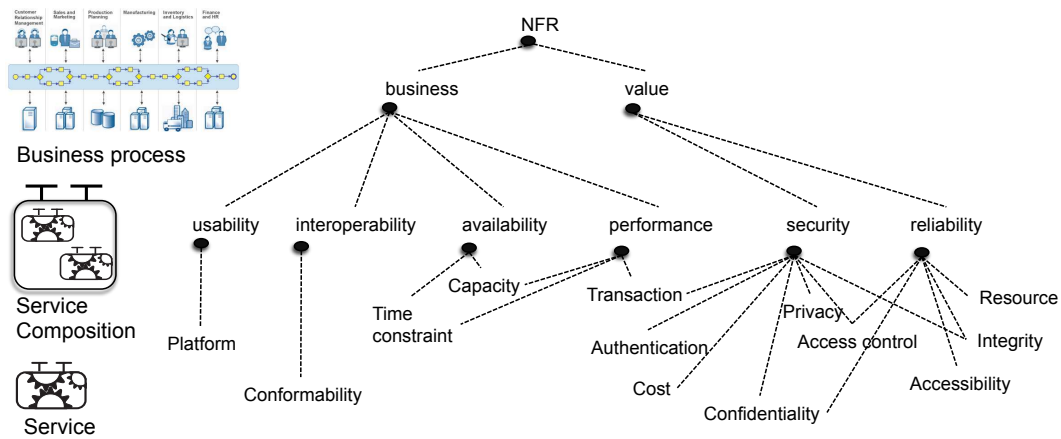 Customer
Relationship
Management
Sales and
Marketing
Production
Planning
Manufacturing
Inventory
and Logistics
Finance
and HR
Business process
Service
Composition
Service
NFR
business
value
usability
interoperability
availability
performance
security
reliability
Capacity
Transaction
Resource
Time
constraint
Privacy
Platform
Authentication
Access control
Integrity
Conformability
Cost
Accessibility
Confidentiality